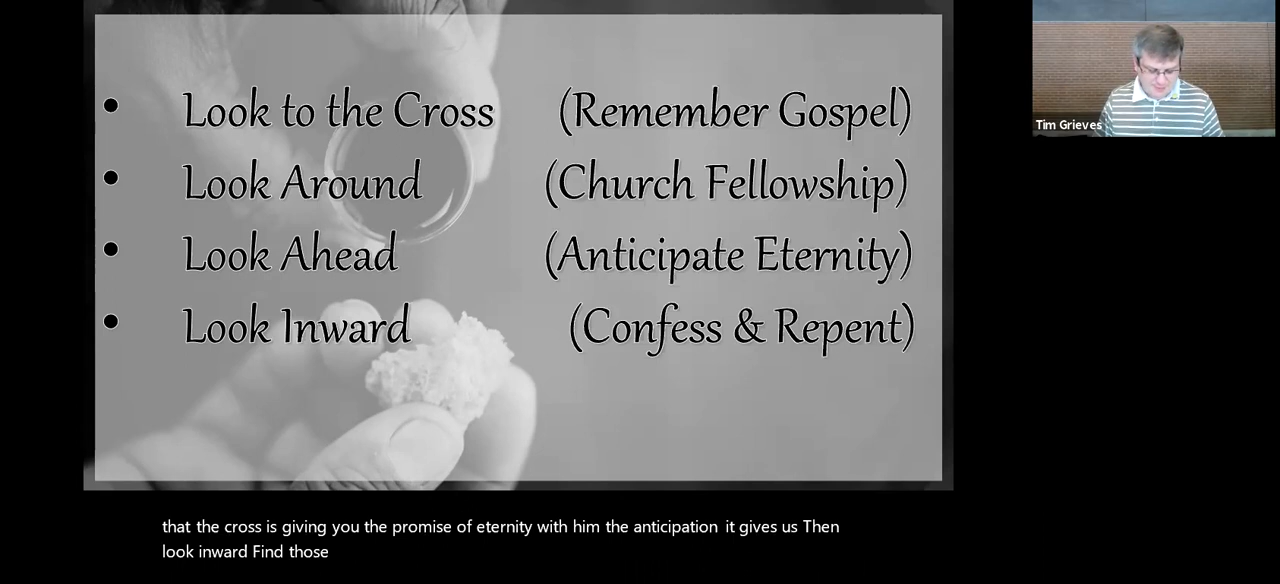 • Look to the Cross (Remember Gospel)
• Look Around (Church Fellowship)
• Look Ahead (Anticipate Eternity)
• Look Inward (Confess & Repent)
Tim Grieves
that the cross is giving you the promise of eternity with him the anticipation it gives us Then
look inward Find those